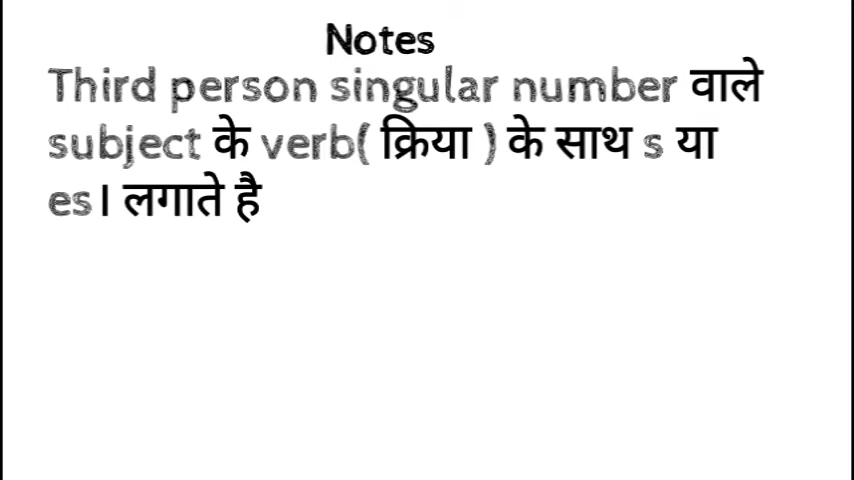 Notes
Third person singular number वाले
subject के verb( क्रिया ) के साथ s या
es। लगाते है